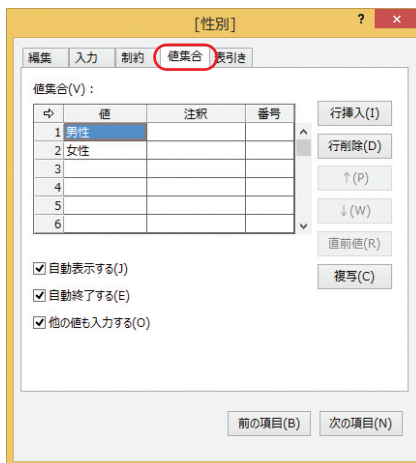 [性別]
? ×
編集 入力 制約 値集合 表引き
値集合(V)：
⇨ 値 注釈 番号
1 男性
2 女性
3
4
5
6
行挿入(I)
行削除(D)
↑(P)
↓(W)
直前値(R)
複写(C)
自動表示する(J)
自動終了する(E)
他の値も入力する(O)
前の項目(B) 次の項目(N)